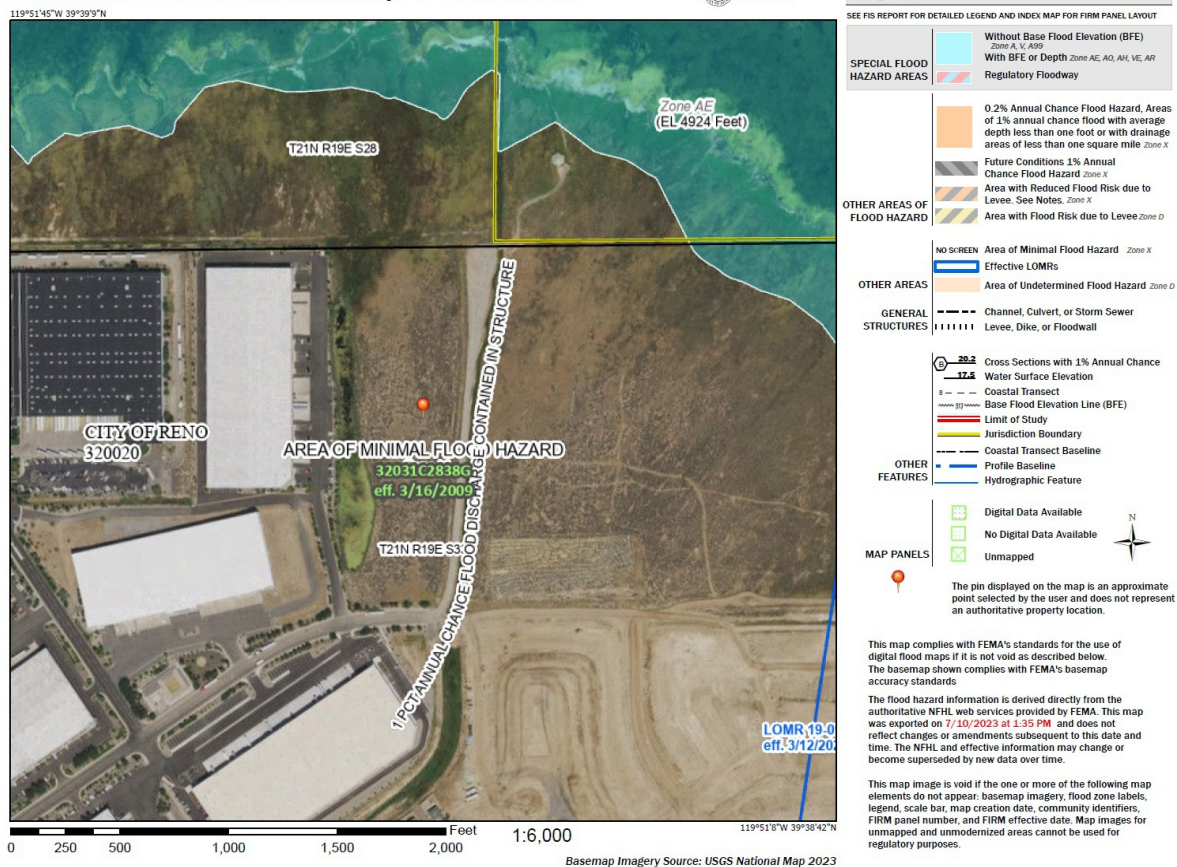 119°51'45"W 39°39'9"N
Zone AE
(EL 4924 Feet)
T21N R19E S28
CITY OF RENO
320020
AREA OF MINIMAL FLOOD HAZARD
32031C2838G
eff. 3/16/2009
T21N R19E S3
1 PCT ANNUAL CHANCE FLOOD DISCHARGE CONTAINED IN STRUCTURE
LOMR 19-0
eff. 3/12/202
Feet
0 250 500 1,000 1,500 2,000
1:6,000
119°51'8"W 39°38'42"N
Basemap Imagery Source: USGS National Map 2023
SEE FIS REPORT FOR DETAILED LEGEND AND INDEX MAP FOR FIRM PANEL LAYOUT
SPECIAL FLOOD
HAZARD AREAS
Without Base Flood Elevation (BFE)
Zone A, V, A99
With BFE or Depth Zone AE, AO, AH, VE, AR
Regulatory Floodway
0.2% Annual Chance Flood Hazard, Areas
of 1% annual chance flood with average
depth less than one foot or with drainage
areas of less than one square mile Zone X
Future Conditions 1% Annual
Chance Flood Hazard Zone X
Area with Reduced Flood Risk due to
Levee. See Notes. Zone X
Area with Flood Risk due to Levee Zone D
OTHER AREAS OF
FLOOD HAZARD
NO SCREEN Area of Minimal Flood Hazard Zone X
Effective LOMRs
Area of Undetermined Flood Hazard Zone D
OTHER AREAS
GENERAL
STRUCTURES
Channel, Culvert, or Storm Sewer
Levee, Dike, or Floodwall
B 20.2 Cross Sections with 1% Annual Chance
17.5 Water Surface Elevation
8 Coastal Transect
513 Base Flood Elevation Line (BFE)
Limit of Study
Jurisdiction Boundary
Coastal Transect Baseline
Profile Baseline
Hydrographic Feature
OTHER
FEATURES
Digital Data Available
No Digital Data Available
Unmapped
MAP PANELS
N
The pin displayed on the map is an approximate
point selected by the user and does not represent
an authoritative property location.
This map complies with FEMA's standards for the use of
digital flood maps if it is not void as described below.
The basemap shown complies with FEMA's basemap
accuracy standards
The flood hazard information is derived directly from the
authoritative NFHL web services provided by FEMA. This map
was exported on 7/10/2023 at 1:35 PM and does not
reflect changes or amendments subsequent to this date and
time. The NFHL and effective information may change or
become superseded by new data over time.
This map image is void if the one or more of the following map
elements do not appear: basemap imagery, flood zone labels,
legend, scale bar, map creation date, community identifiers,
FIRM panel number, and FIRM effective date. Map images for
unmapped and unmodernized areas cannot be used for
regulatory purposes.